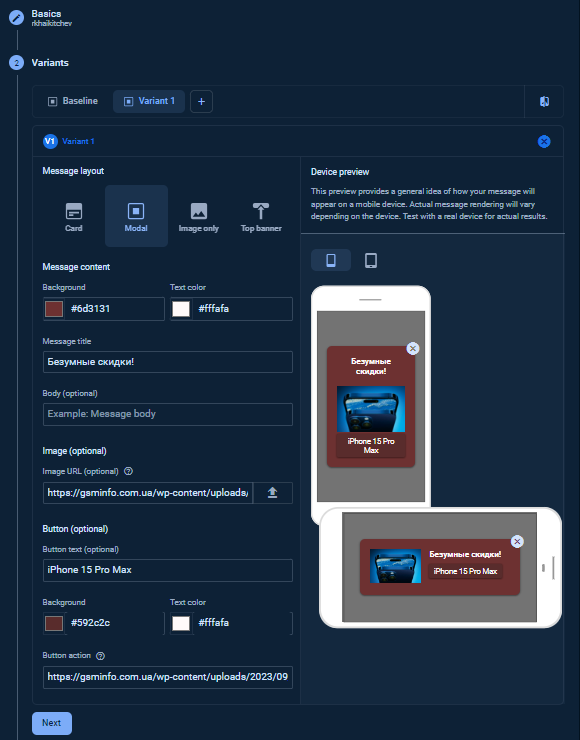 Basics
rkhaikitchev
2 Variants
Baseline
Variant 1
+
V1 Variant 1
Message layout
Card
Modal
Image only
Top banner
Message content
Background
Text color
#6d3131
#fffafa
Message title
Безумные скидки!
Body (optional)
Example: Message body
Image (optional)
Image URL (optional)
https://gsminfo.com.ua/wp-content/uploads/
Button (optional)
Button text (optional)
iPhone 15 Pro Max
Background
Text color
#592c2c
#fffafa
Button action
https://gsminfo.com.ua/wp-content/uploads/2023/09
Next
Device preview
This preview provides a general idea of how your message will
appear on a mobile device. Actual message rendering will vary
depending on the device. Test with a real device for actual results.
Безумные
скидки!
iPhone 15 Pro
Max
Безумные скидки!
iPhone 15 Pro Max